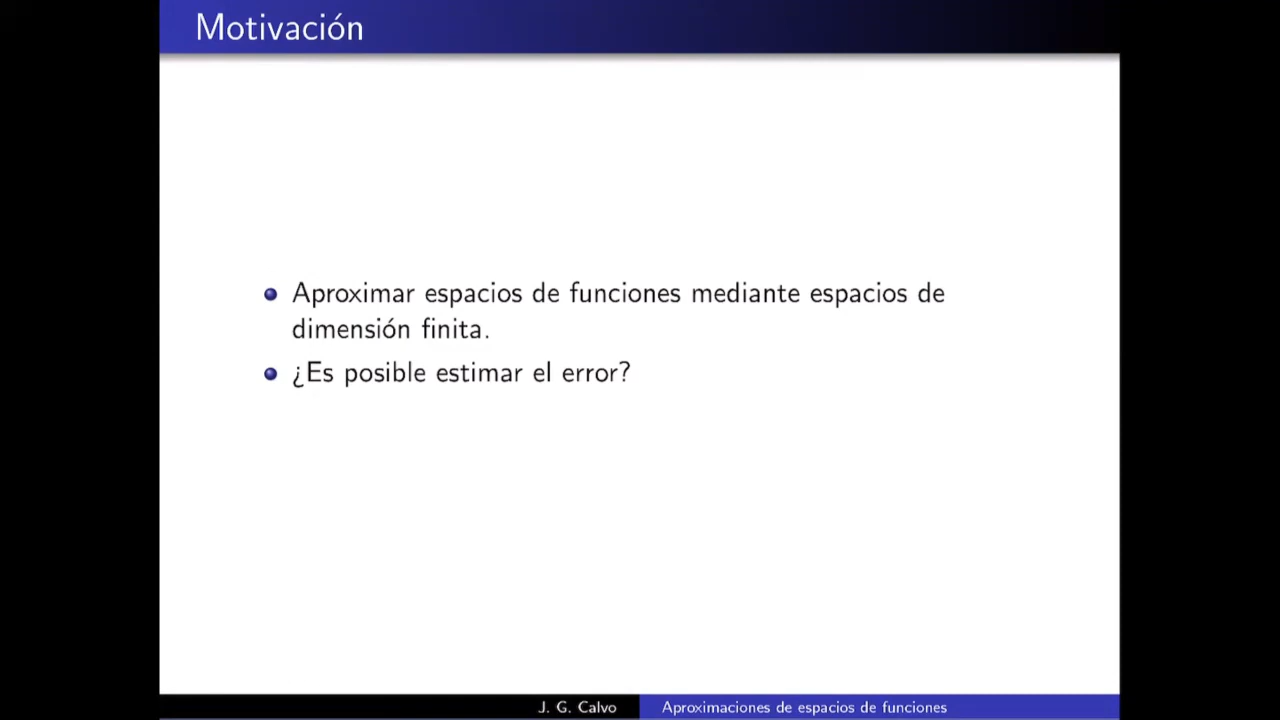 Motivación
Aproximar espacios de funciones mediante espacios de
dimensión finita.
¿Es posible estimar el error?
J. G. Calvo
Aproximaciones de espacios de funciones